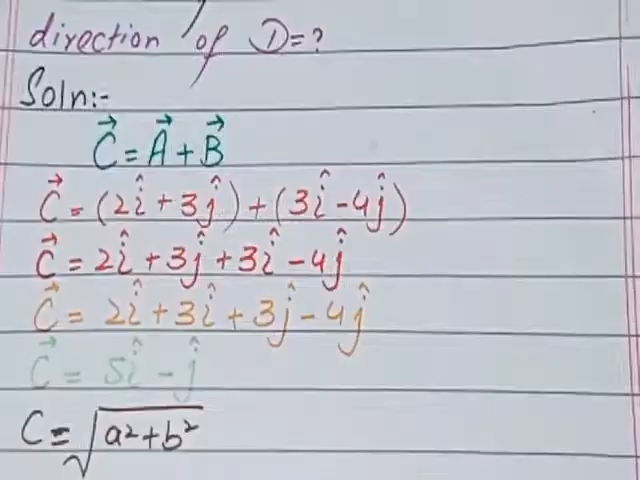 direction of D=?
Soln:-
C⃗ = A⃗ + B⃗
C⃗ = (2î + 3ĵ) + (3î - 4ĵ)
C⃗ = 2î + 3ĵ + 3î - 4ĵ
C⃗ = 2î + 3î + 3ĵ - 4ĵ
C⃗ = 5î - ĵ
C = √a²+b²